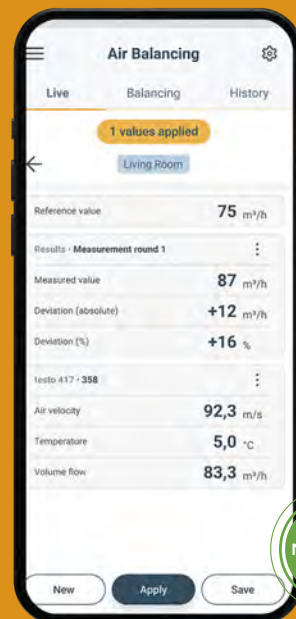 Air Balancing
Live Balancing History
1 values applied
Living Room
Reference value 75 m³/h
Results · Measurement round 1
Measured value 87 m³/h
Deviation (absolute) +12 m³/h
Deviation (%) +16 %
testo 417 · 358
Air velocity 92,3 m/s
Temperature 5,0 °C
Volume flow 83,3 m³/h
New Apply Save